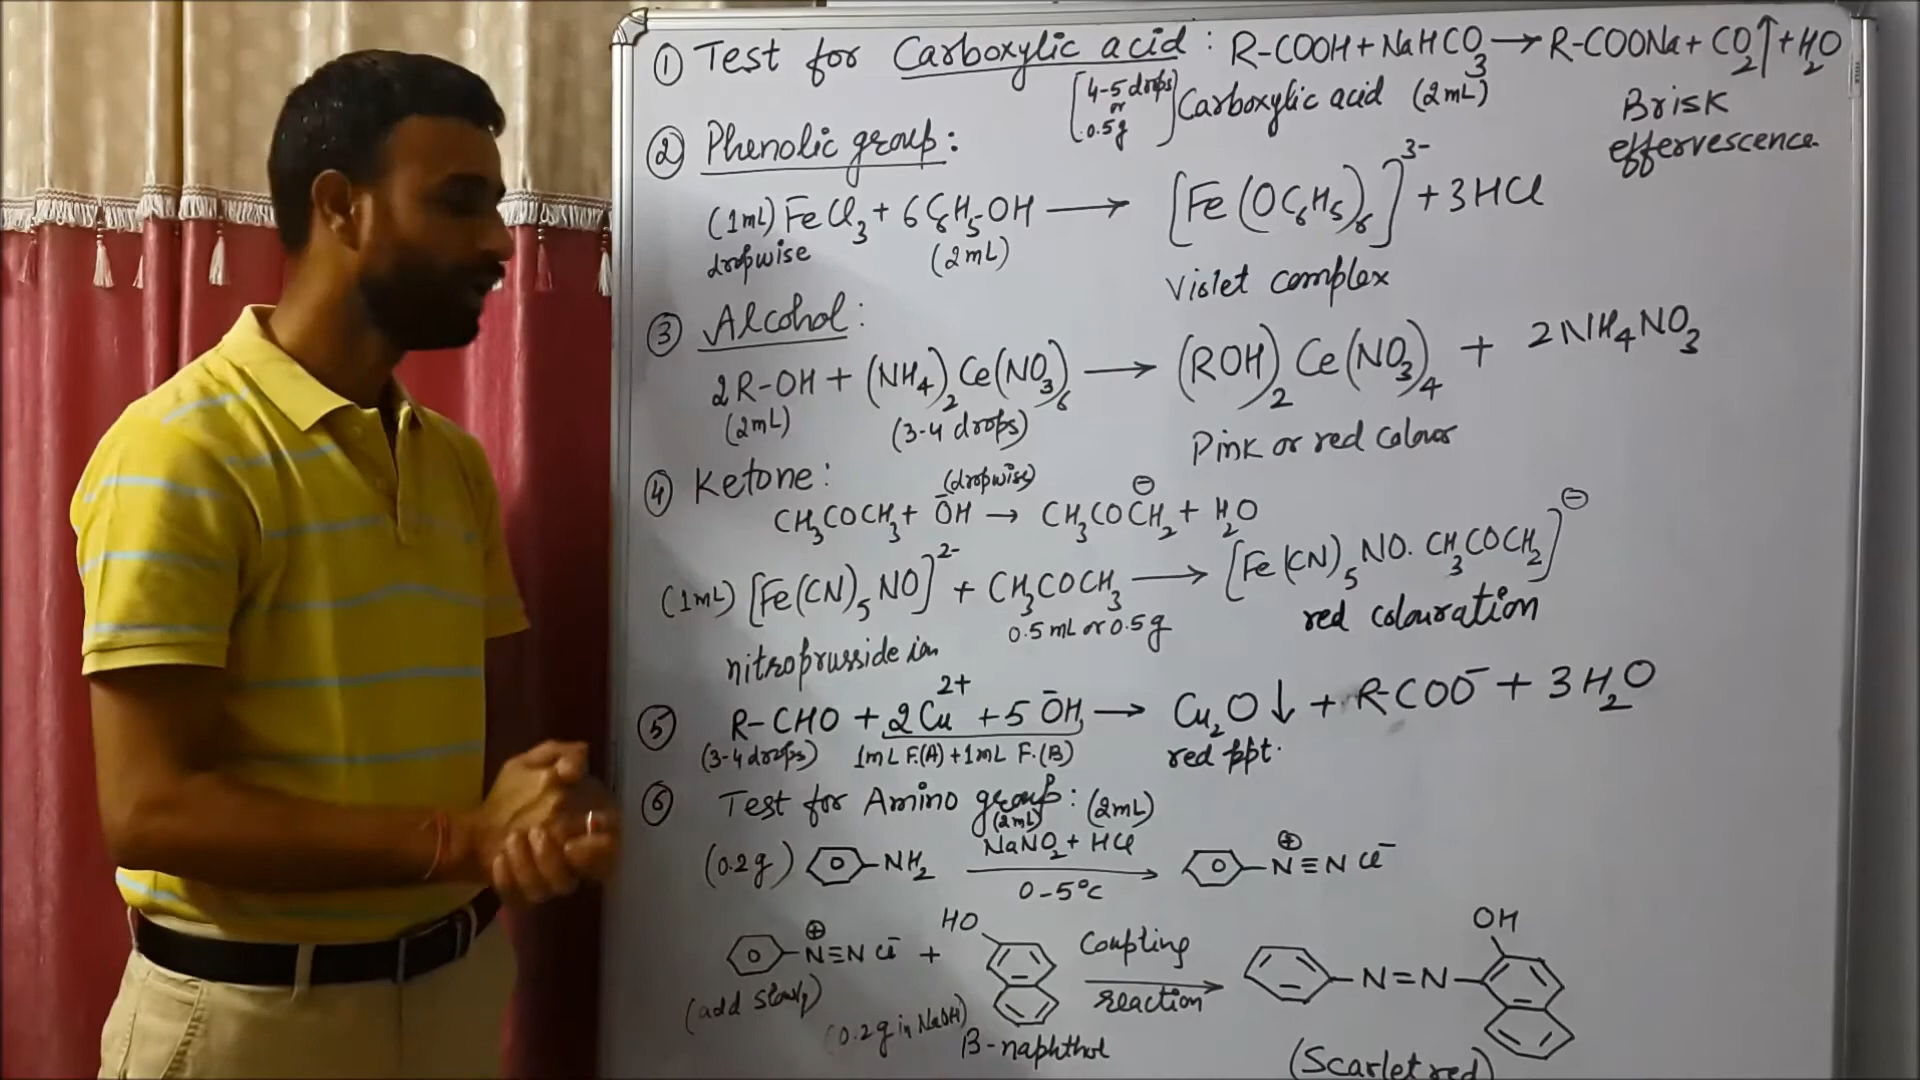 ① Test for Carboxylic acid : R-COOH + NaHCO₃ → R-COONa + CO₂↑ + H₂O
[4-5 drops or 0.5g] Carboxylic acid (2mL)
Brisk effervescence.
② Phenolic group :
(1mL) FeCl₃ + 6C₆H₅-OH → [Fe(OC₆H₅)₆]³⁻ + 3HCl
dropwise (2mL)
Violet complex
③ Alcohol :
2R-OH + (NH₄)₂Ce(NO₃)₆ → (ROH)₂Ce(NO₃)₄ + 2NH₄NO₃
(2mL) (3-4 drops)
Pink or red colour
④ Ketone :
(dropwise)
CH₃COCH₃ + ŌH → CH₃COC⊖H₂ + H₂O
(1mL) [Fe(CN)₅NO]²⁻ + CH₃COCH₃ → [Fe(CN)₅NO. CH₃COCH₂]⊖
0.5mL or 0.5g red colouration
nitroprusside ion
⑤ R-CHO + 2Cu²⁺ + 5ŌH → Cu₂O↓ + R-COO⁻ + 3H₂O
(3-4 drops) 1mL F.(A) + 1mL F.(B) red ppt.
⑥ Test for Amino group : (2mL)
(2mL)
(0.2g) -NH₂ NaNO₂ + HCl -N⊕≡N Cl⁻
0-5°C
HO OH
-N⊕≡N Cl⁻ + Coupling reaction -N=N-
(add slowly)
(0.2g in NaOH) β-naphthol (Scarlet red)